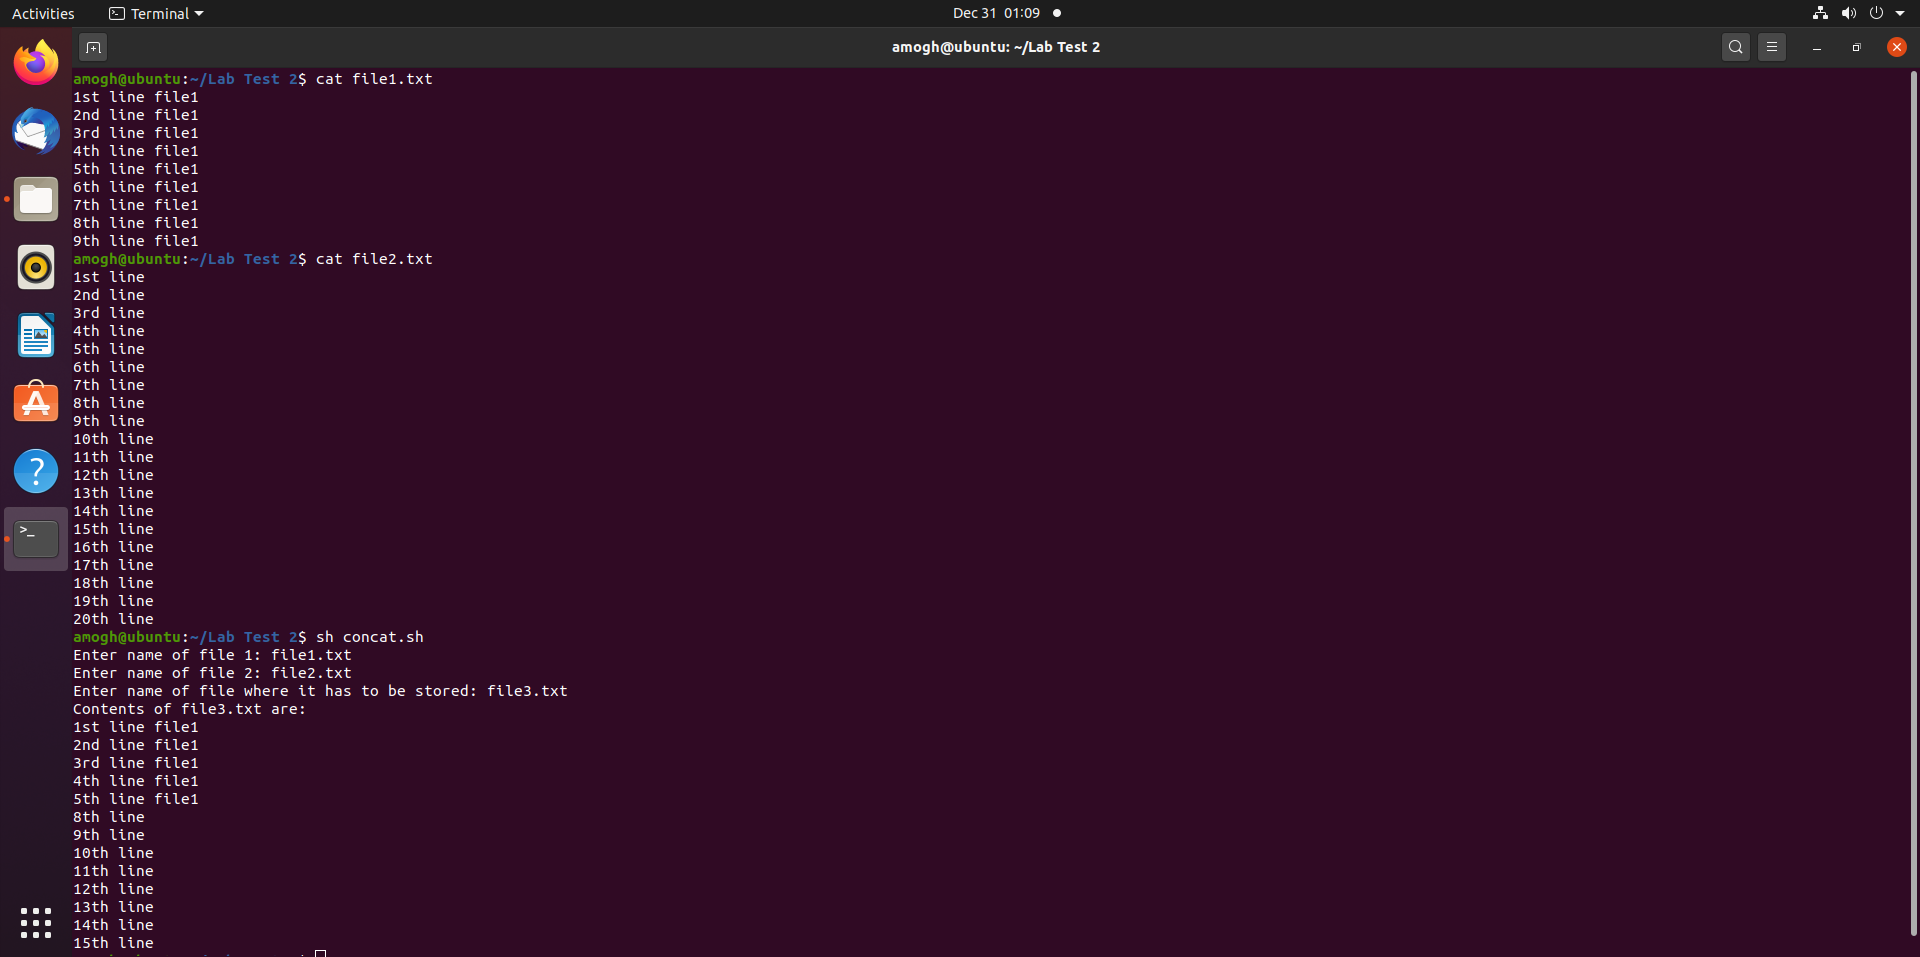 Activities
Terminal
Dec 31 01:09
amogh@ubuntu: ~/Lab Test 2
amogh@ubuntu:~/Lab Test 2$ cat file1.txt
1st line file1
2nd line file1
3rd line file1
4th line file1
5th line file1
6th line file1
7th line file1
8th line file1
9th line file1
amogh@ubuntu:~/Lab Test 2$ cat file2.txt
1st line
2nd line
3rd line
4th line
5th line
6th line
7th line
8th line
9th line
10th line
11th line
12th line
13th line
14th line
15th line
16th line
17th line
18th line
19th line
20th line
amogh@ubuntu:~/Lab Test 2$ sh concat.sh
Enter name of file 1: file1.txt
Enter name of file 2: file2.txt
Enter name of file where it has to be stored: file3.txt
Contents of file3.txt are:
1st line file1
2nd line file1
3rd line file1
4th line file1
5th line file1
8th line
9th line
10th line
11th line
12th line
13th line
14th line
15th line